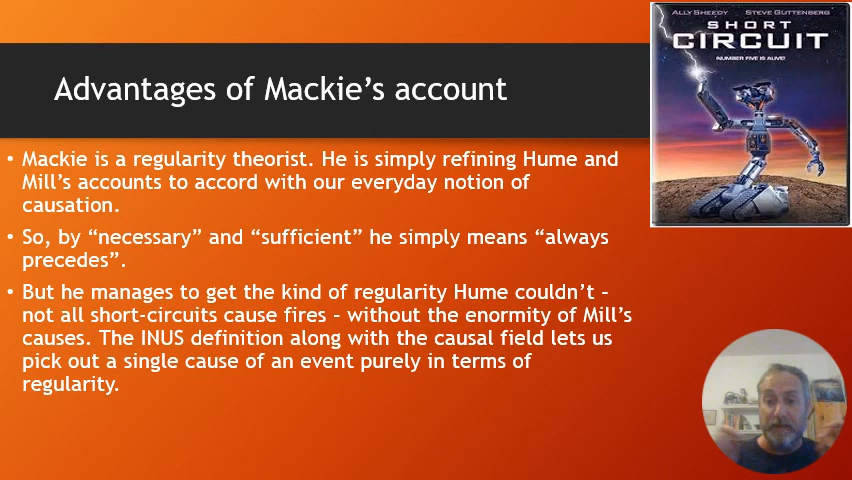 ALLY SHEEDY STEVE GUTTENBERG
SHORT
CIRCUIT
NUMBER FIVE IS ALIVE!
Advantages of Mackie's account
• Mackie is a regularity theorist. He is simply refining Hume and
Mill's accounts to accord with our everyday notion of
causation.
• So, by “necessary” and “sufficient” he simply means “always
precedes”.
• But he manages to get the kind of regularity Hume couldn't –
not all short-circuits cause fires – without the enormity of Mill's
causes. The INUS definition along with the causal field lets us
pick out a single cause of an event purely in terms of
regularity.